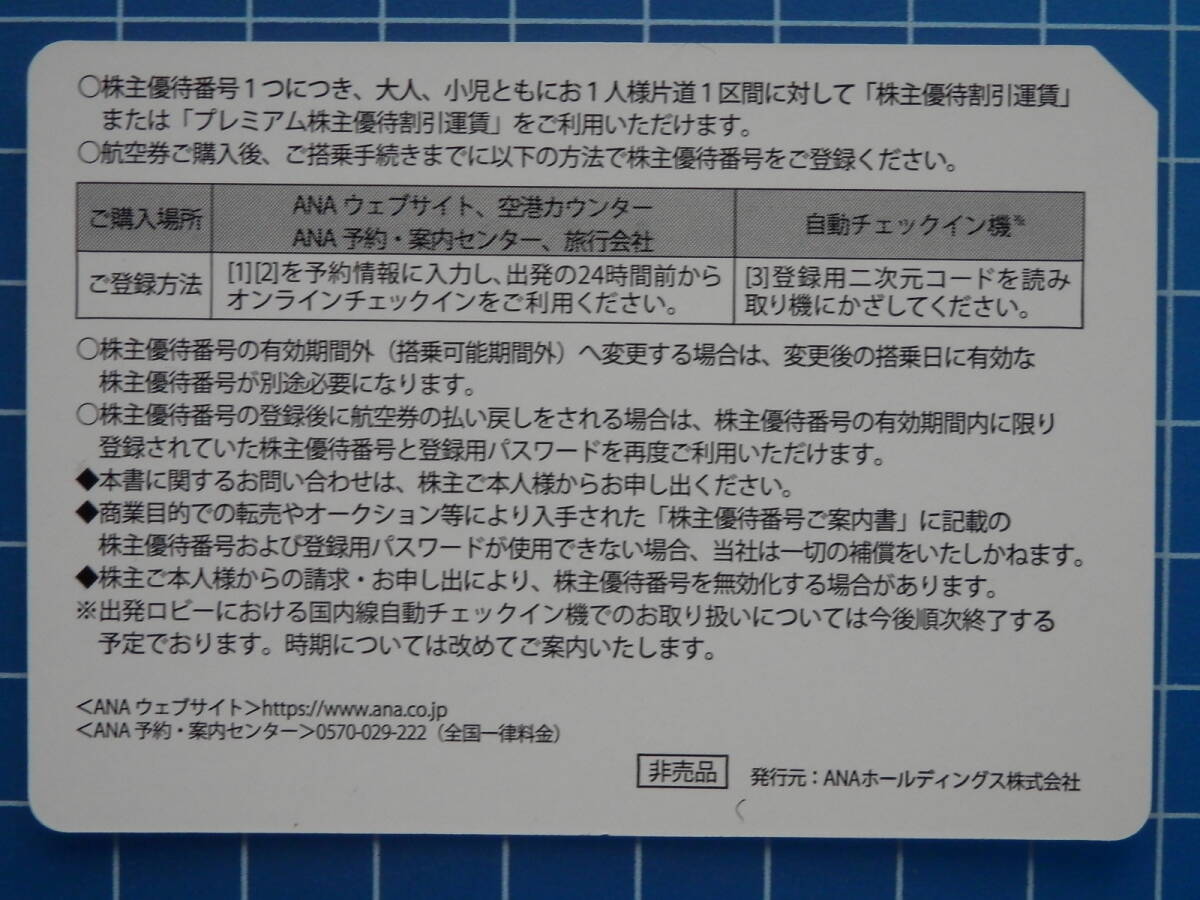 ○株主優待番号1つにつき、大人、小児ともにお1人様片道1区間に対して「株主優待割引運賃」
または「プレミアム株主優待割引運賃」をご利用いただけます。
○航空券ご購入後、ご搭乗手続きまでに以下の方法で株主優待番号をご登録ください。
ご購入場所
ANA ウェブサイト、空港カウンター
ANA 予約・案内センター、旅行会社
自動チェックイン機※
ご登録方法
[1][2]を予約情報に入力し、出発の24時間前から
オンラインチェックインをご利用ください。
[3]登録用二次元コードを読み
取り機にかざしてください。
○株主優待番号の有効期間外（搭乗可能期間外）へ変更する場合は、変更後の搭乗日に有効な
株主優待番号が別途必要になります。
○株主優待番号の登録後に航空券の払い戻しをされる場合は、株主優待番号の有効期間内に限り
登録されていた株主優待番号と登録用パスワードを再度ご利用いただけます。
◆本書に関するお問い合わせは、株主ご本人様からお申し出ください。
◆商業目的での転売やオークション等により入手された「株主優待番号ご案内書」に記載の
株主優待番号および登録用パスワードが使用できない場合、当社は一切の補償をいたしかねます。
◆株主ご本人様からの請求・お申し出により、株主優待番号を無効化する場合があります。
※出発ロビーにおける国内線自動チェックイン機でのお取り扱いについては今後順次終了する
予定でおります。時期については改めてご案内いたします。
＜ANA ウェブサイト＞https://www.ana.co.jp
＜ANA 予約・案内センター＞0570-029-222（全国一律料金）
非売品
発行元：ANAホールディングス株式会社